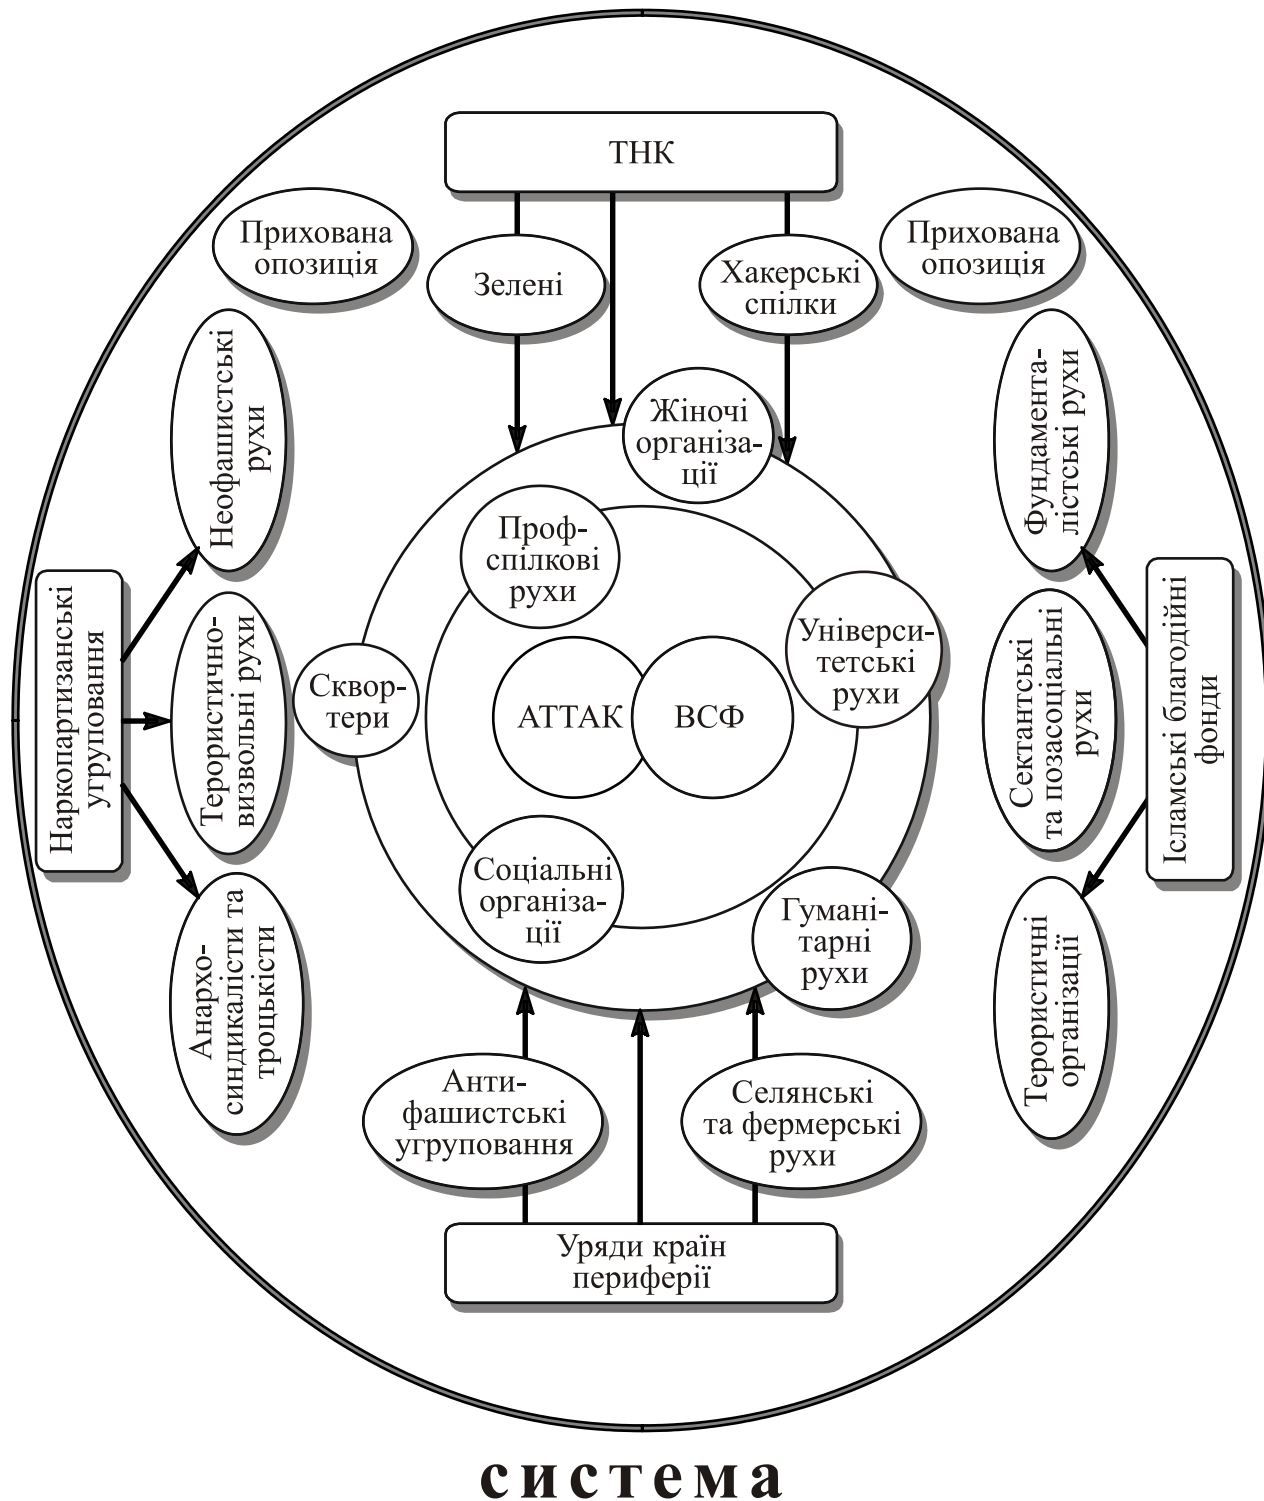 ТНК
Прихована
опозиція
Зелені
Хакерські
спілки
Прихована
опозиція
Неофашистські
рухи
Жіночі
організа-
ції
Фундамента-
лістські рухи
Проф-
спілкові
рухи
Наркопартизанські
угруповання
Терористично-
визвольні рухи
Сквор-
тери
АТТАК
ВСФ
Універси-
тетські
рухи
Сектантські
та позасоціальні
рухи
Ісламські благодійні
фонди
Соціальні
організа-
ції
Гумані-
тарні
рухи
Анархо-
синдикалісти та
троцькісти
Терористичні
організації
Анти-
фашистські
угруповання
Селянські
та фермерські
рухи
Уряди країн
периферії
система